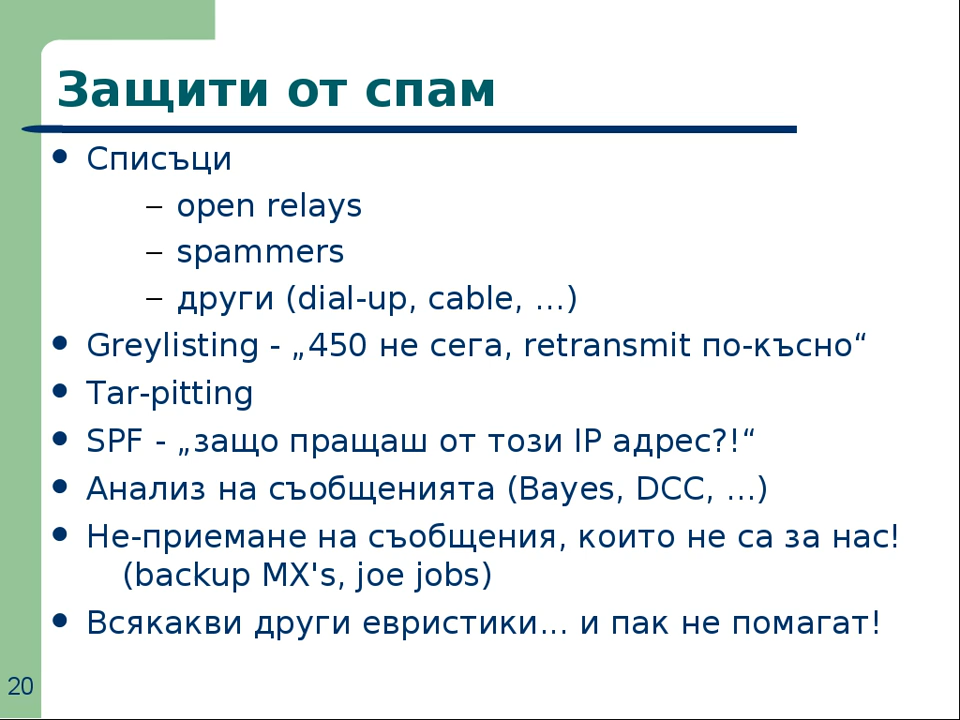 Защити от спам
Списъци
– open relays
– spammers
– други (dial-up, cable, ...)
Greylisting - „450 не сега, retransmit по-късно“
Tar-pitting
SPF - „защо пращаш от този IP адрес?!“
Анализ на съобщенията (Bayes, DCC, ...)
Не-приемане на съобщения, които не са за нас!
(backup MX's, joe jobs)
Всякакви други евристики... и пак не помагат!
20